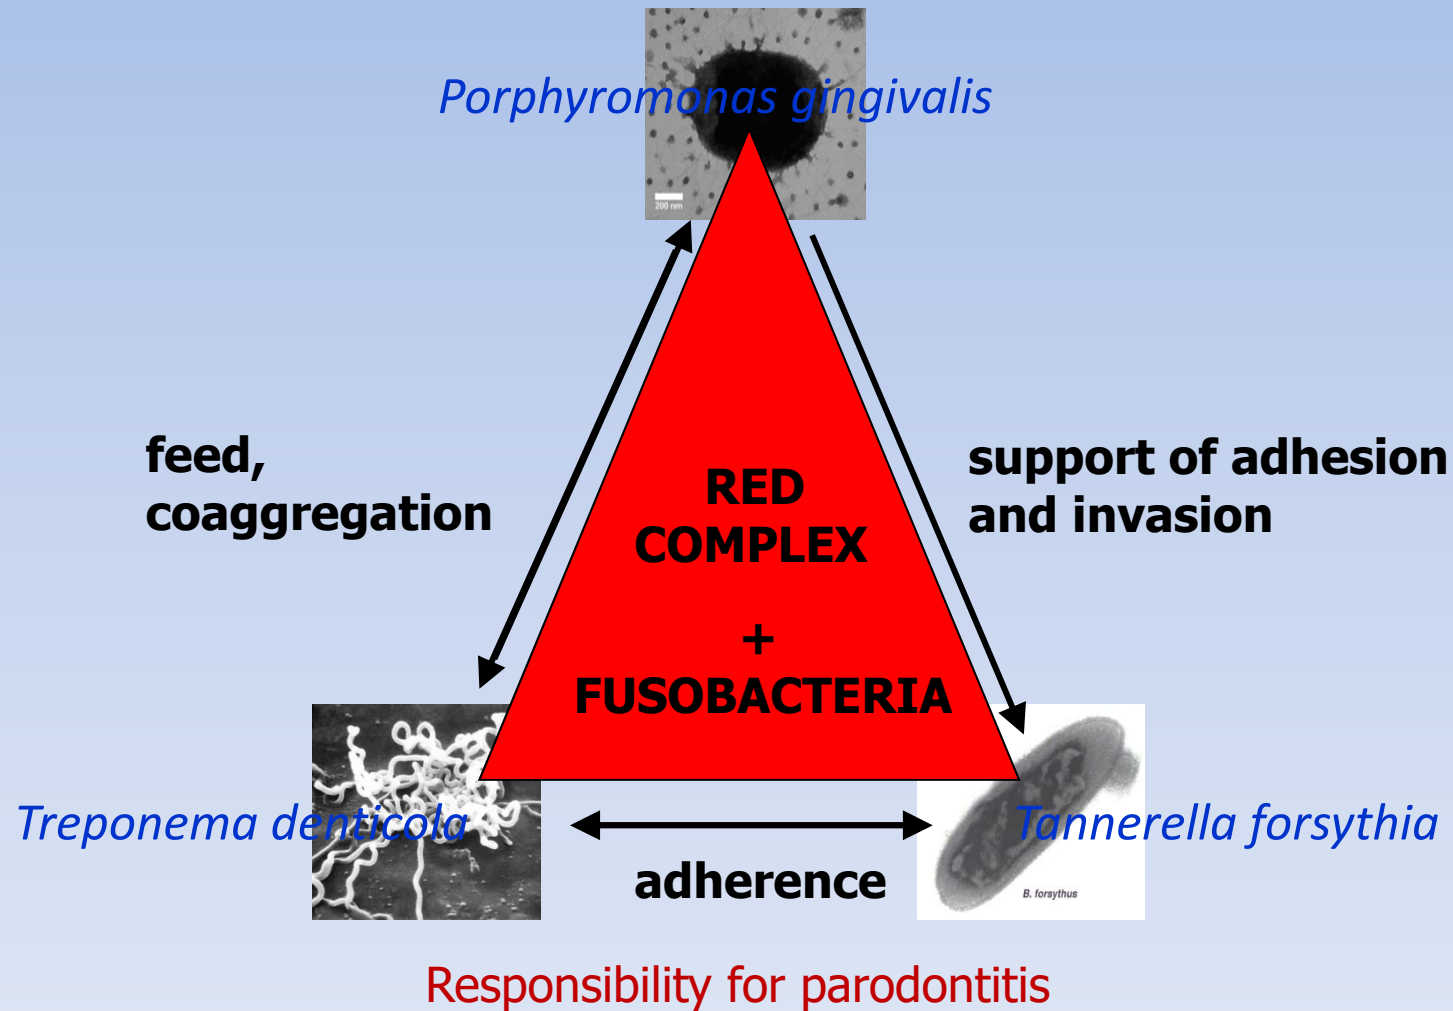 Porphyromonas gingivalis
200 nm
feed,
coaggregation
support of adhesion
and invasion
RED
COMPLEX
+
FUSOBACTERIA
Treponema denticola
Tannerella forsythia
adherence
B. forsythus
Responsibility for parodontitis